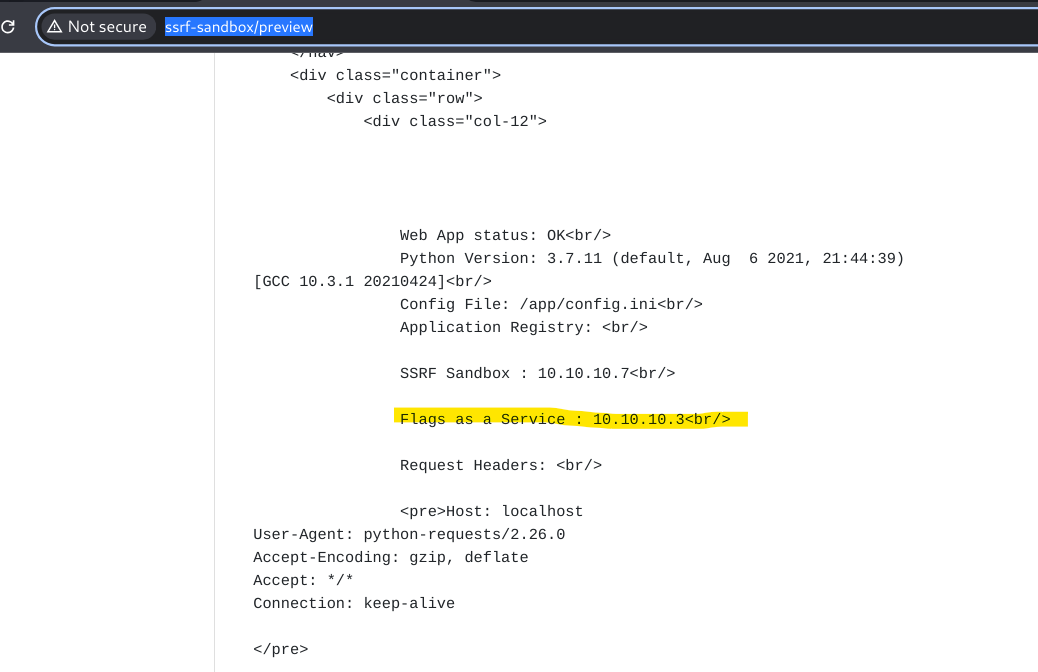 Not secure ssrf-sandbox/preview
</nav>
<div class="container">
<div class="row">
<div class="col-12">
Web App status: OK<br/>
Python Version: 3.7.11 (default, Aug  6 2021, 21:44:39)
[GCC 10.3.1 20210424]<br/>
Config File: /app/config.ini<br/>
Application Registry: <br/>
SSRF Sandbox : 10.10.10.7<br/>
Flags as a Service : 10.10.10.3<br/>
Request Headers: <br/>
<pre>Host: localhost
User-Agent: python-requests/2.26.0
Accept-Encoding: gzip, deflate
Accept: */*
Connection: keep-alive
</pre>